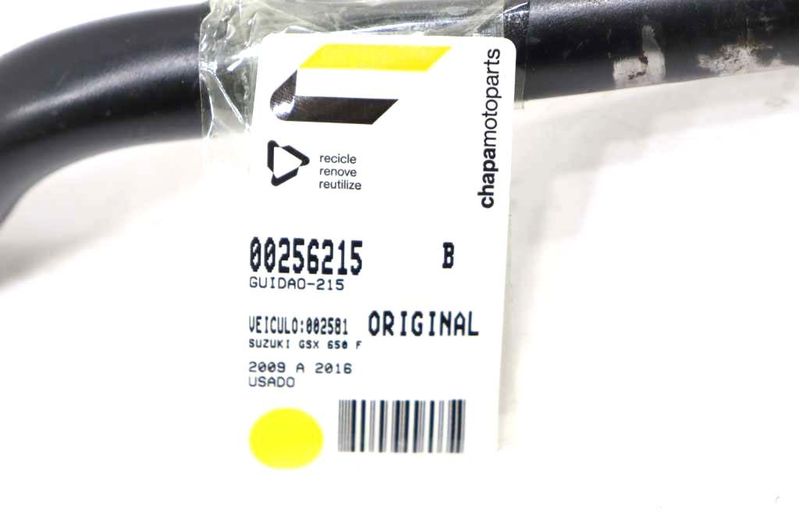 chapamotoparts
recicle
renove
reutilize
00256215 B
GUIDAO-215
VEICULO:002581 ORIGINAL
SUZUKI GSX 650 F
2009 A 2016
USADO